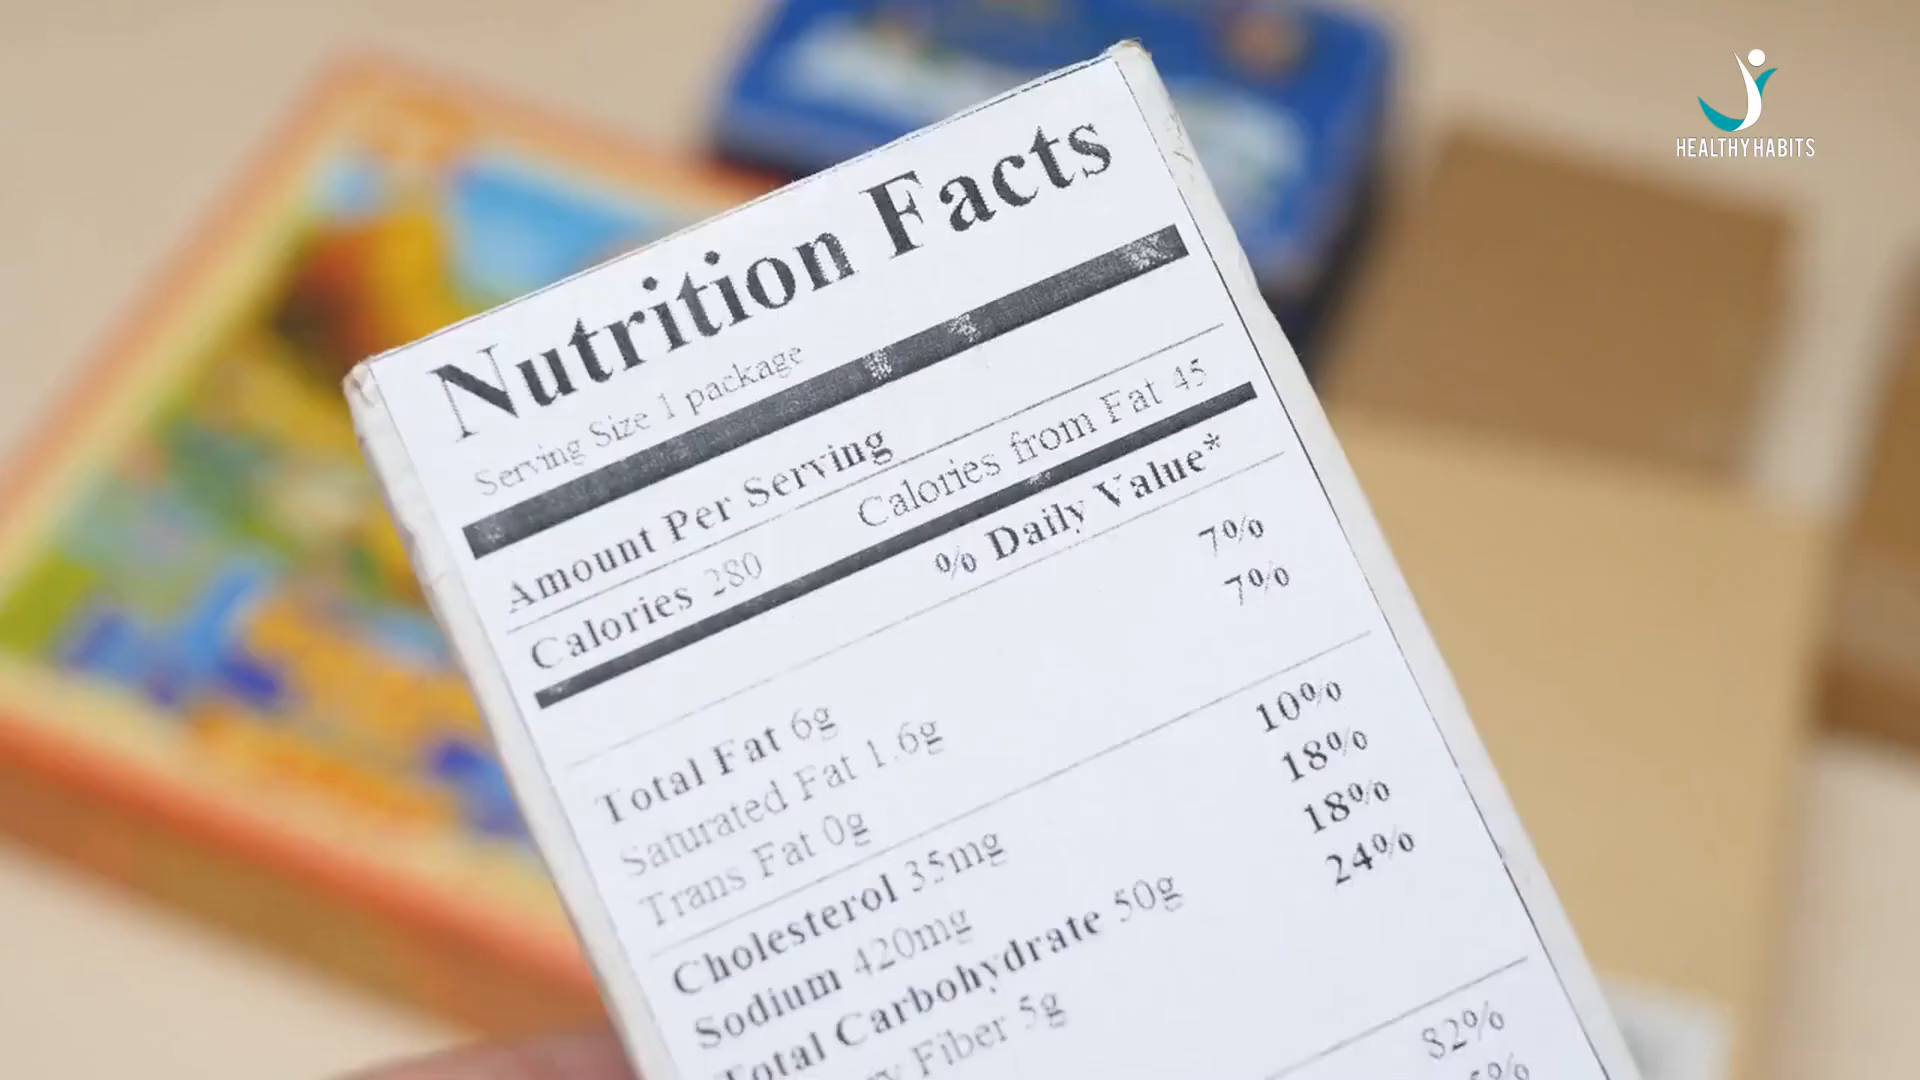 HEALTHY HABITS
Nutrition Facts
Serving Size 1 package
Amount Per Serving
Calories 280 Calories from Fat 45
% Daily Value*
Total Fat 6g 7%
Saturated Fat 1.6g 7%
Trans Fat 0g
Cholesterol 35mg 10%
Sodium 420mg 18%
Total Carbohydrate 50g 18%
Fiber 5g 24%
82%